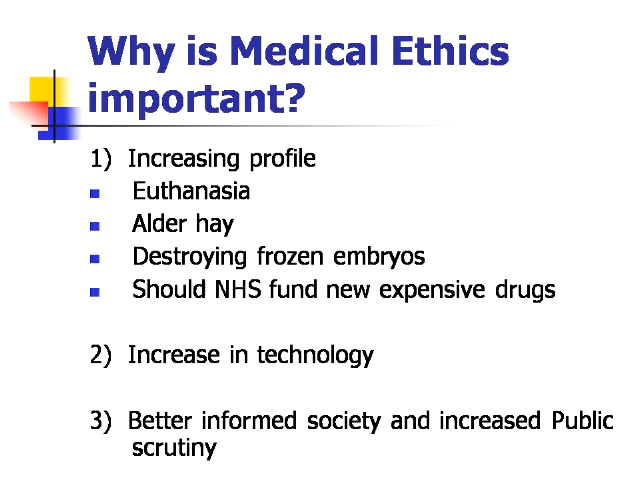 Why is Medical Ethics
important?
1) Increasing profile
Euthanasia
Alder hay
Destroying frozen embryos
Should NHS fund new expensive drugs
2) Increase in technology
3) Better informed society and increased Public
scrutiny